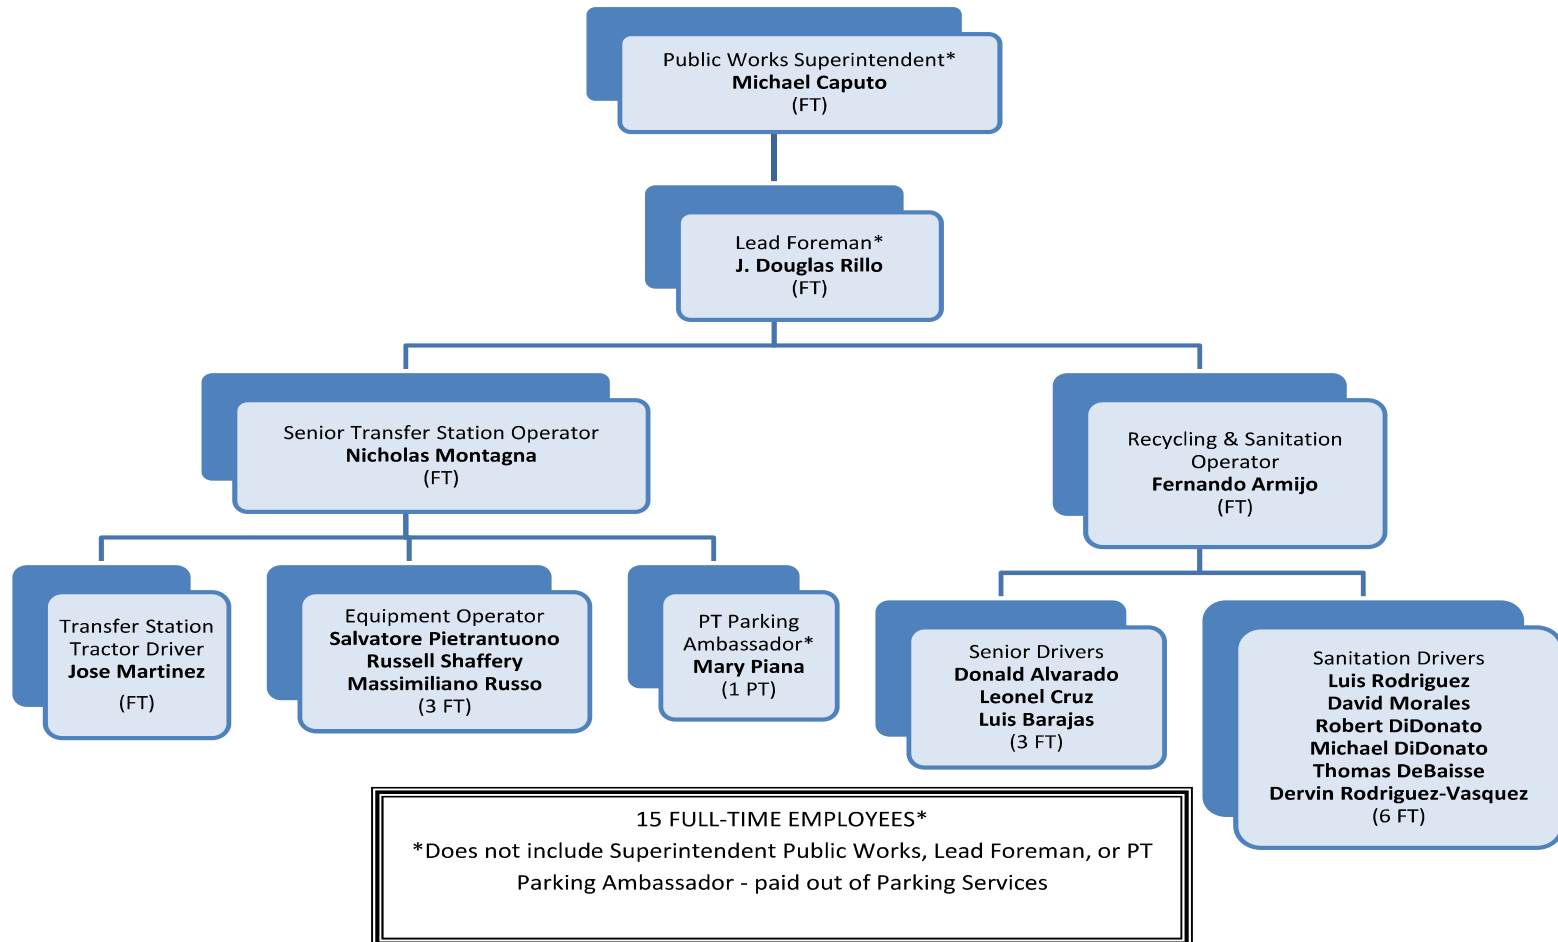 Public Works Superintendent*
Michael Caputo
(FT)
Lead Foreman*
J. Douglas Rillo
(FT)
Senior Transfer Station Operator
Nicholas Montagna
(FT)
Recycling & Sanitation
Operator
Fernando Armijo
(FT)
Transfer Station
Tractor Driver
Jose Martinez
(FT)
Equipment Operator
Salvatore Pietrantuono
Russell Shaffery
Massimiliano Russo
(3 FT)
PT Parking
Ambassador*
Mary Piana
(1 PT)
Senior Drivers
Donald Alvarado
Leonel Cruz
Luis Barajas
(3 FT)
Sanitation Drivers
Luis Rodriguez
David Morales
Robert DiDonato
Michael DiDonato
Thomas DeBaisse
Dervin Rodriguez-Vasquez
(6 FT)
15 FULL-TIME EMPLOYEES*
*Does not include Superintendent Public Works, Lead Foreman, or PT
Parking Ambassador - paid out of Parking Services